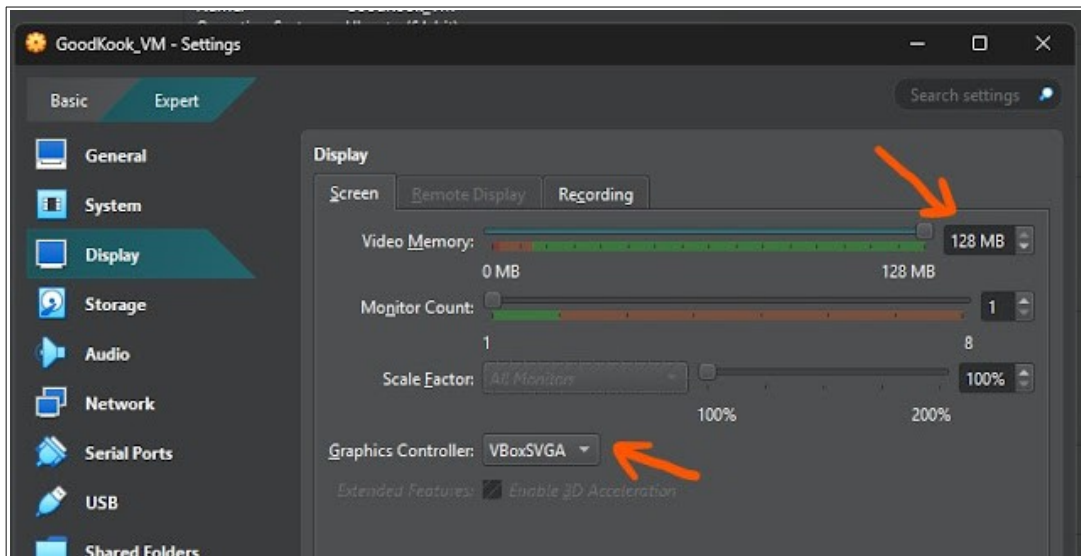 GoodKook_VM - Settings
Basic
Expert
Search settings
General
System
Display
Storage
Audio
Network
Serial Ports
USB
Shared Folders
Display
Screen
Remote Display
Recording
Video Memory:
128 MB
0 MB
128 MB
Monitor Count:
1
1
8
Scale Factor:
All Monitors
100%
100%
200%
Graphics Controller:
VBoxSVGA
Extended Features:
Enable 3D Acceleration